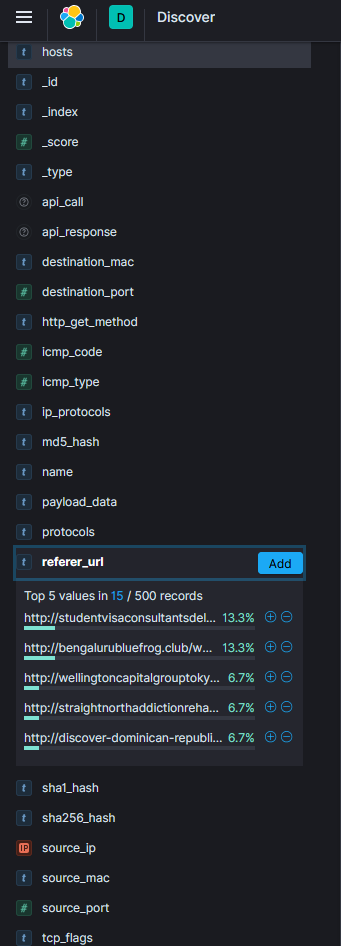 D Discover
t hosts
t _id
t _index
# _score
t _type
? api_call
? api_response
t destination_mac
# destination_port
t http_get_method
# icmp_code
# icmp_type
t ip_protocols
t md5_hash
t name
t payload_data
t protocols
t referer_url Add
Top 5 values in 15 / 500 records
http://studentvisaconsultantsdel... 13.3%
http://bengalurubluefrog.club/w... 13.3%
http://wellingtoncapitalgrouptoky... 6.7%
http://straightnorthaddictionreha... 6.7%
http://discover-dominican-republi... 6.7%
t sha1_hash
t sha256_hash
IP source_ip
t source_mac
# source_port
t tcp_flags